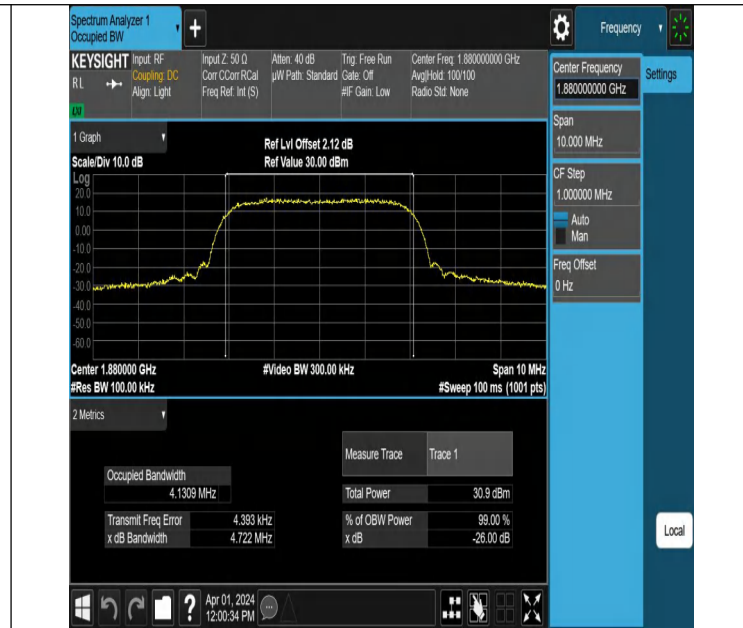 Spectrum Analyzer 1
Occupied BW
Frequency
KEYSIGHT
RL
LXI
Input: RF
Coupling: DC
Align: Light
Input Z: 50 Ω
Corr CCorr RCal
Freq Ref: Int (S)
Atten: 40 dB
µW Path: Standard
Trig: Free Run
Gate: Off
#IF Gain: Low
Center Freq: 1.880000000 GHz
Avg|Hold: 100/100
Radio Std: None
Center Frequency
1.880000000 GHz
Settings
Span
10.000 MHz
CF Step
1.000000 MHz
Auto
Man
Freq Offset
0 Hz
1 Graph
Scale/Div 10.0 dB
Ref Lvl Offset 2.12 dB
Ref Value 30.00 dBm
Log
20.0
10.0
0.00
-10.0
-20.0
-30.0
-40.0
-50.0
-60.0
Center 1.880000 GHz
#Res BW 100.00 kHz
#Video BW 300.00 kHz
Span 10 MHz
#Sweep 100 ms (1001 pts)
2 Metrics
Occupied Bandwidth
4.1309 MHz
Transmit Freq Error 4.393 kHz
x dB Bandwidth 4.722 MHz
Measure Trace Trace 1
Total Power 30.9 dBm
% of OBW Power 99.00 %
x dB -26.00 dB
Local
?
Apr 01, 2024
12:00:34 PM